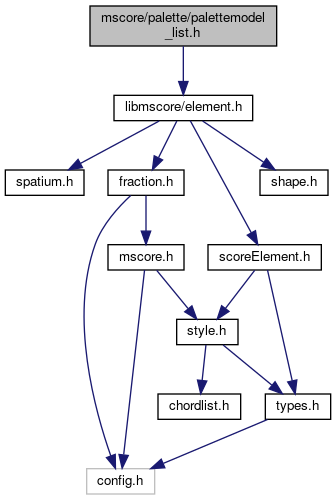 mscore/palette/palettemodel
_list.h
libmscore/element.h
spatium.h
fraction.h
shape.h
mscore.h
scoreElement.h
style.h
chordlist.h
types.h
config.h